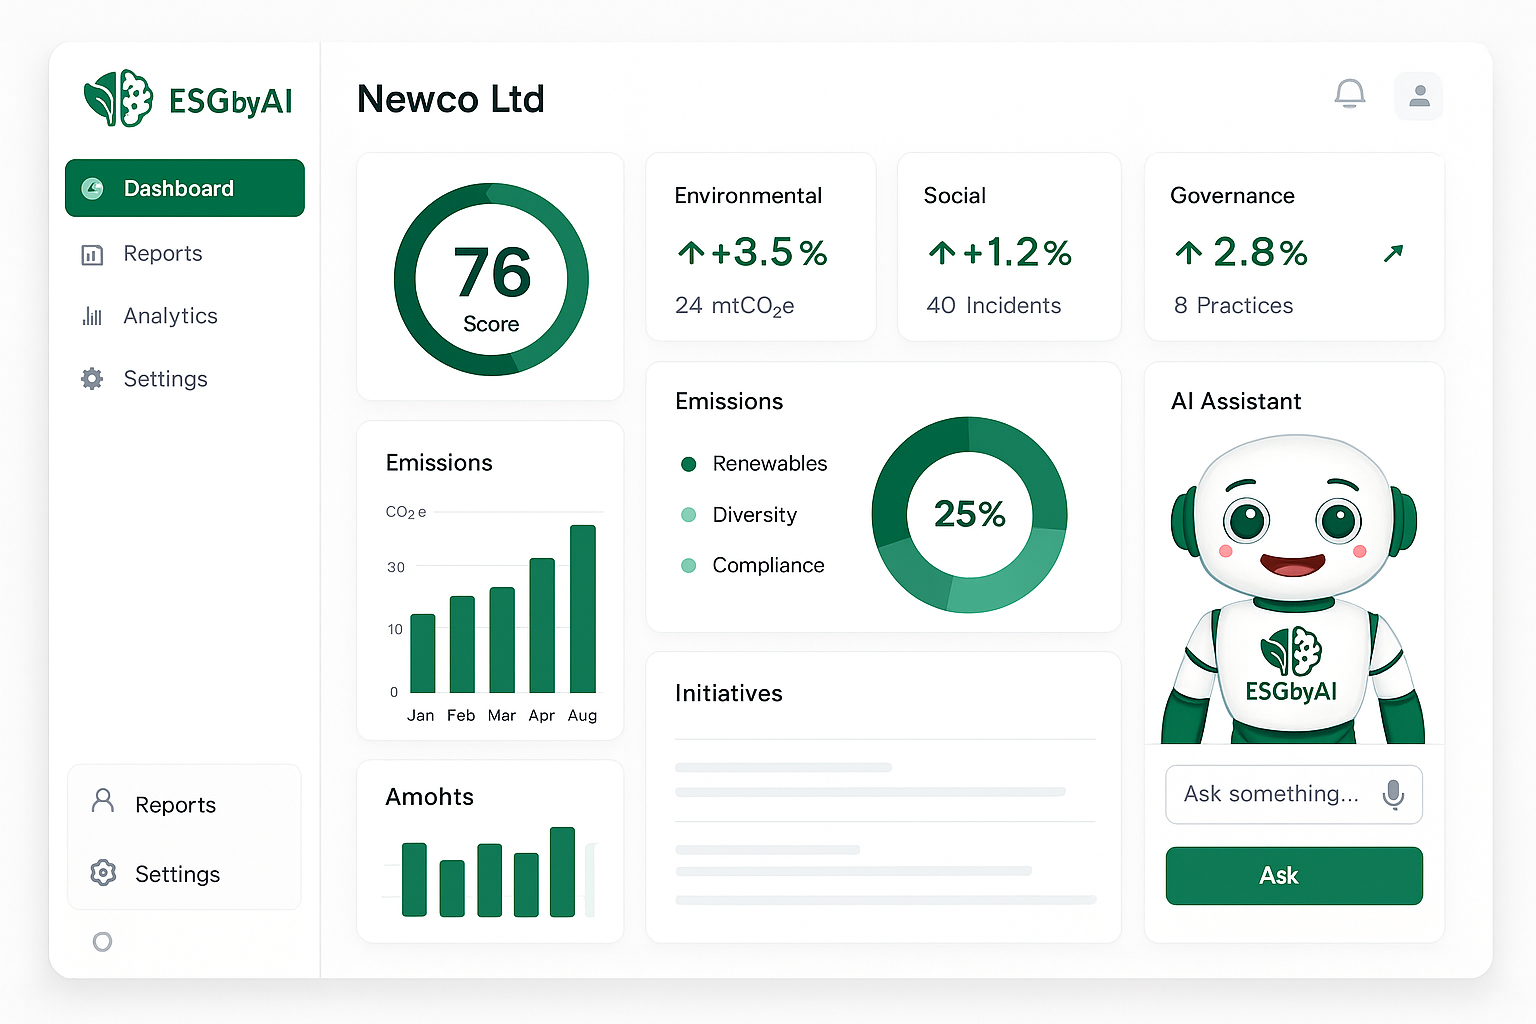 ESGbyAI
Dashboard
Reports
Analytics
Settings
Reports
Settings
Newco Ltd
76
Score
Environmental
+3.5%
24 mtCO₂e
Social
+1.2%
40 Incidents
Governance
2.8%
8 Practices
Emissions
CO₂e
30
10
0
Jan Feb Mar Apr Aug
Amohts
Emissions
Renewables
Diversity
Compliance
25%
Initiatives
AI Assistant
ESGbyAI
Ask something...
Ask